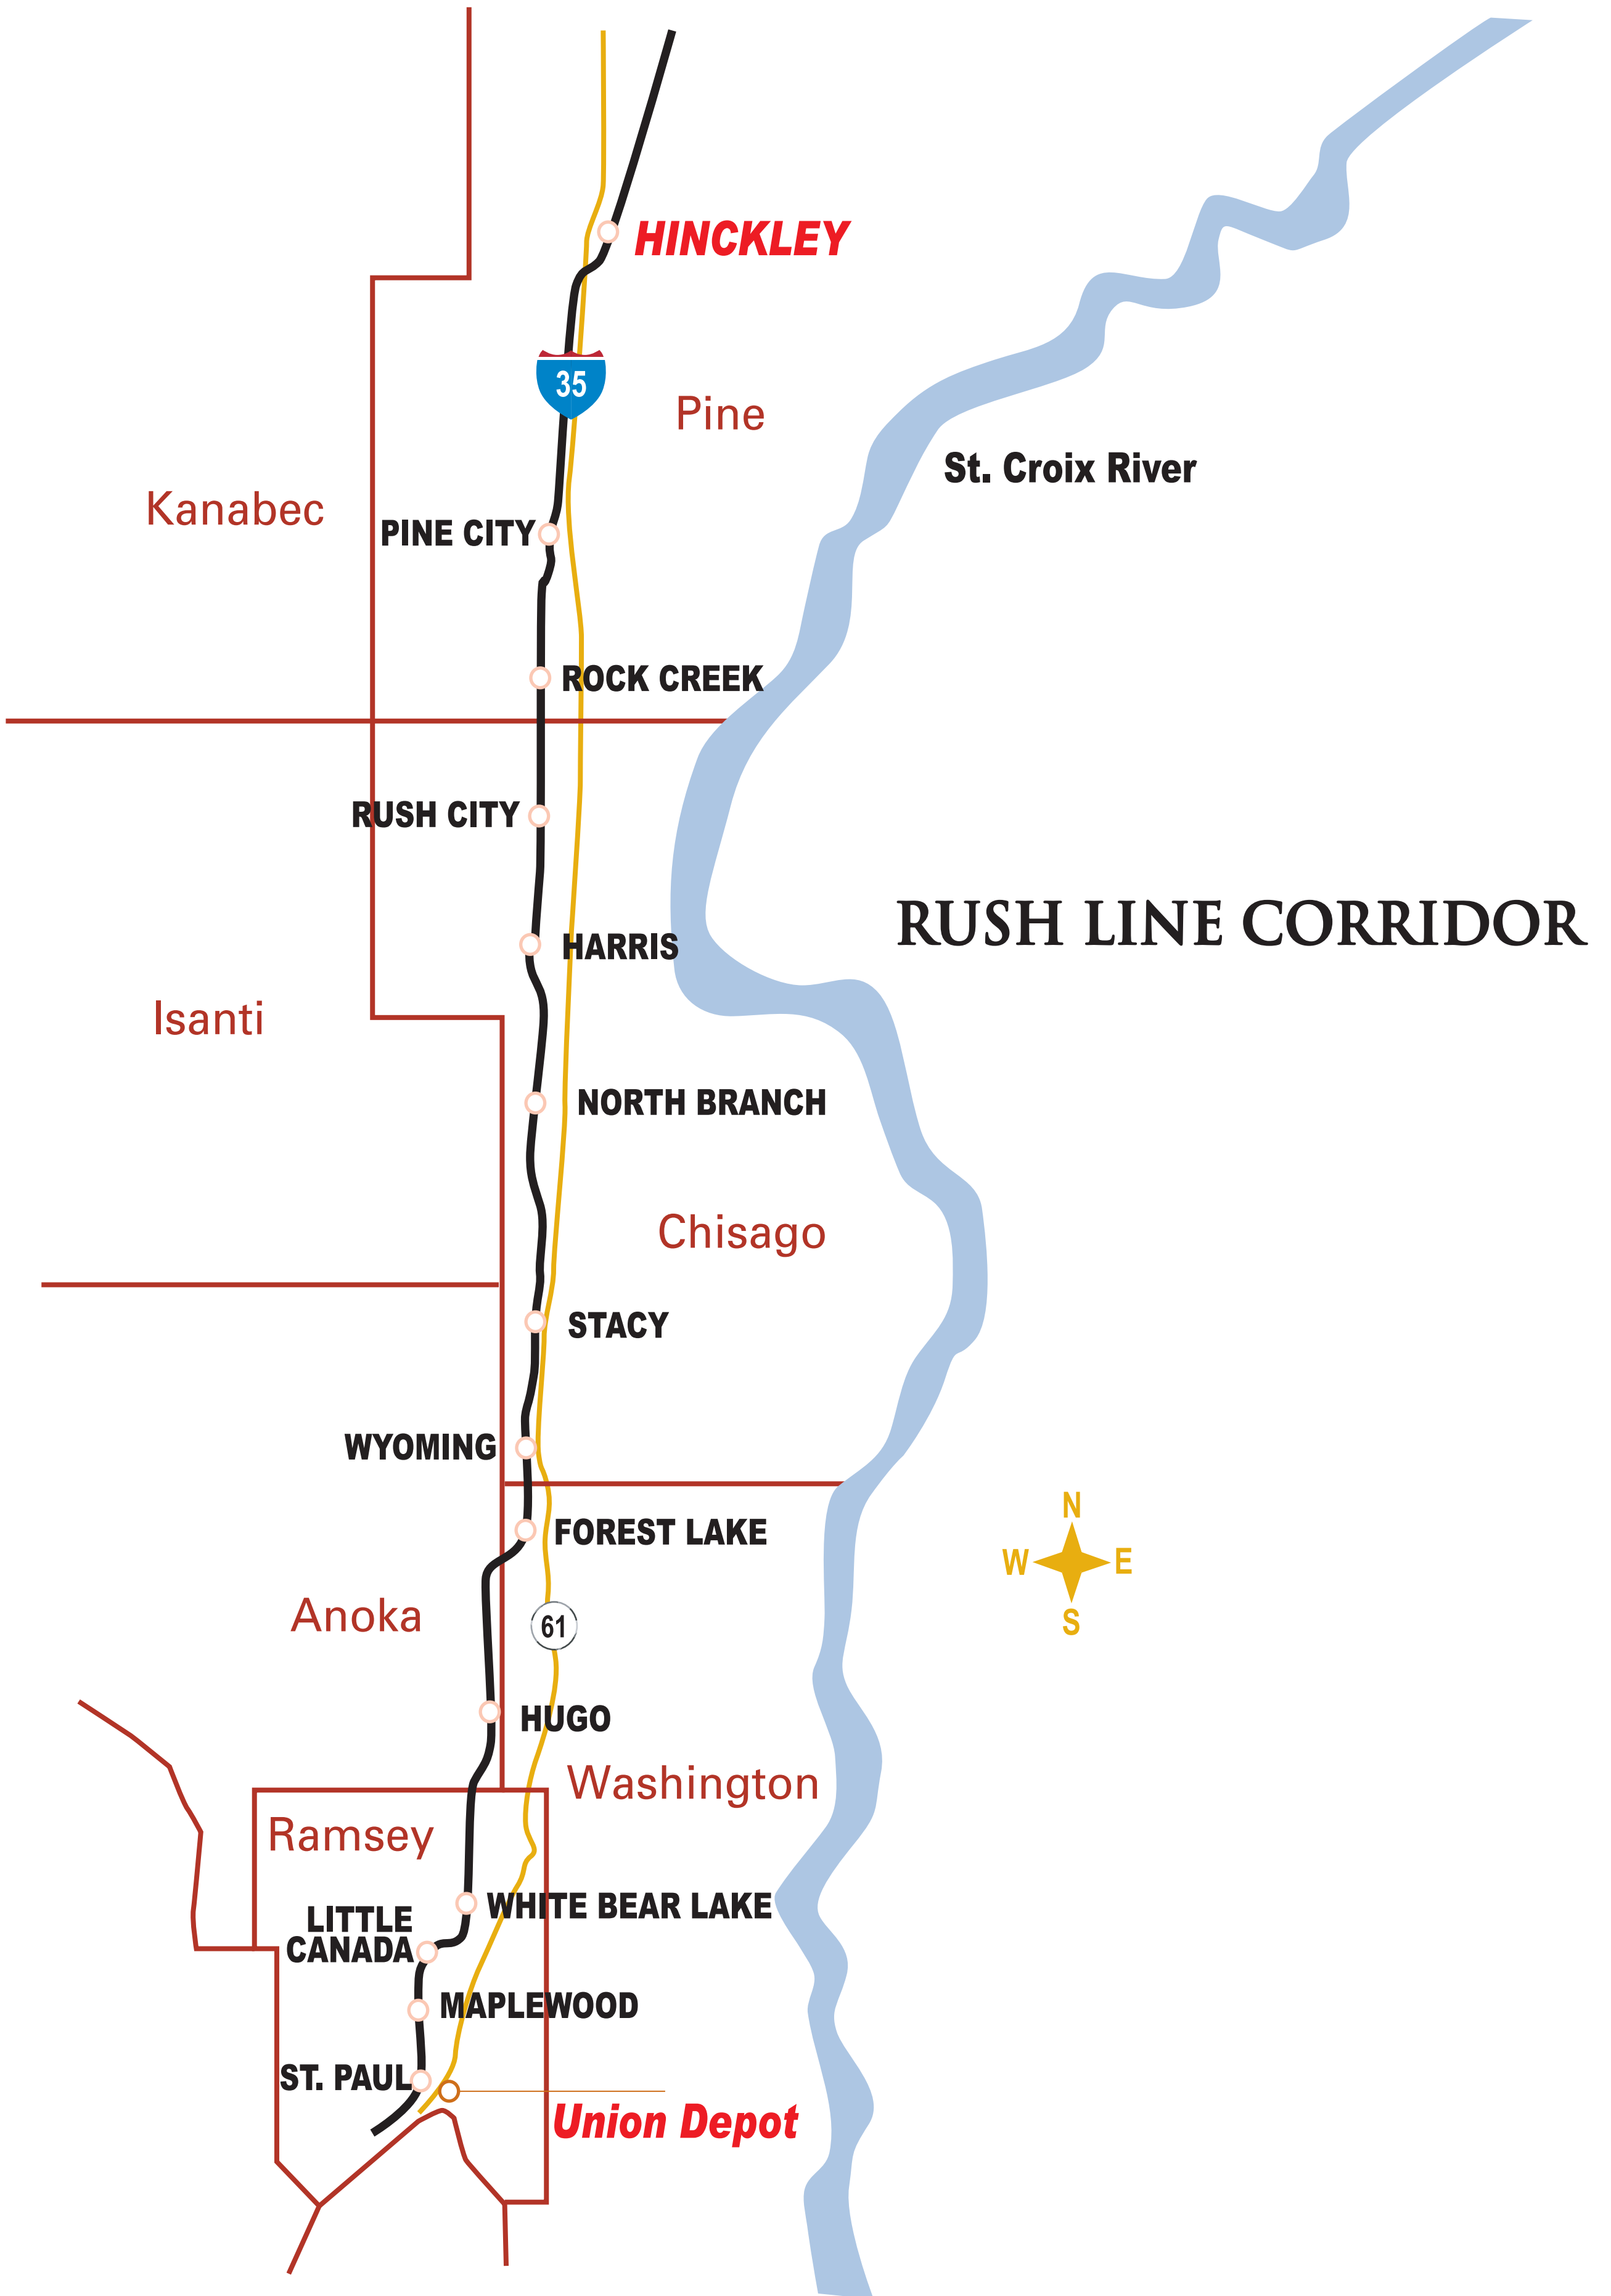 HINCKLEY
35
Pine
St. Croix River
Kanabec
PINE CITY
ROCK CREEK
RUSH CITY
RUSH LINE CORRIDOR
HARRIS
Isanti
NORTH BRANCH
Chisago
STACY
WYOMING
N
W E
S
FOREST LAKE
Anoka
61
HUGO
Washington
Ramsey
WHITE BEAR LAKE
LITTLE
CANADA
MAPLEWOOD
ST. PAUL
Union Depot